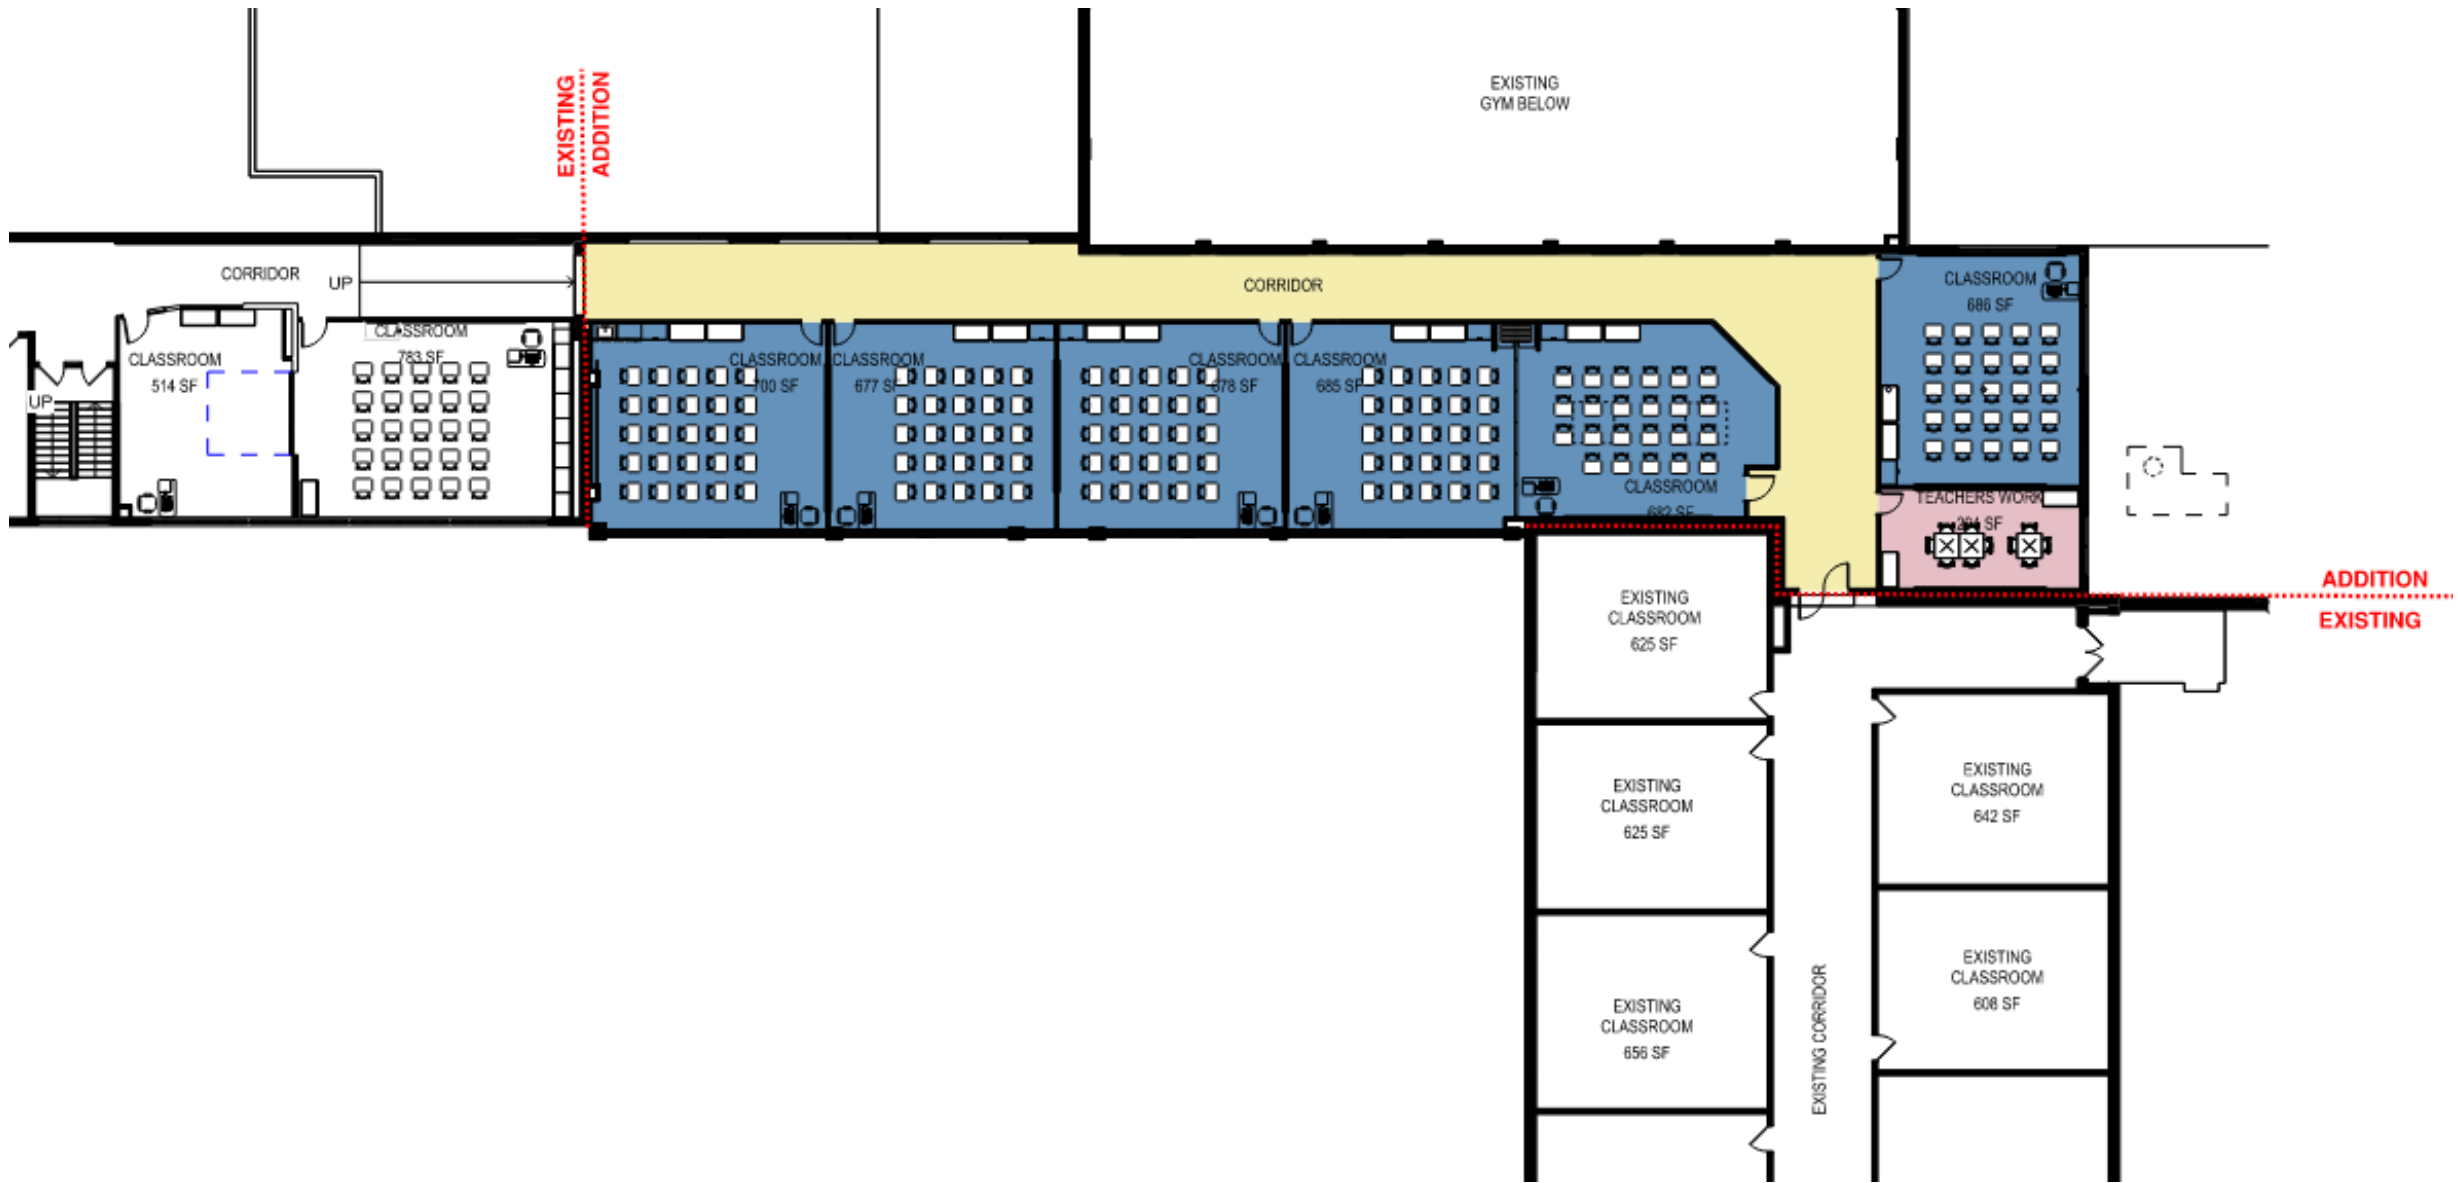 EXISTING
GYM BELOW
EXISTING
ADDITION
CORRIDOR
UP
CORRIDOR
CLASSROOM
686 SF
CLASSROOM
514 SF
CLASSROOM
783 SF
CLASSROOM
700 SF
CLASSROOM
677 SF
CLASSROOM
678 SF
CLASSROOM
685 SF
UP
CLASSROOM
682 SF
TEACHERS WORK
SF
ADDITION
EXISTING
EXISTING
CLASSROOM
625 SF
EXISTING
CLASSROOM
625 SF
EXISTING
CLASSROOM
642 SF
EXISTING
CLASSROOM
656 SF
EXISTING CORRIDOR
EXISTING
CLASSROOM
608 SF